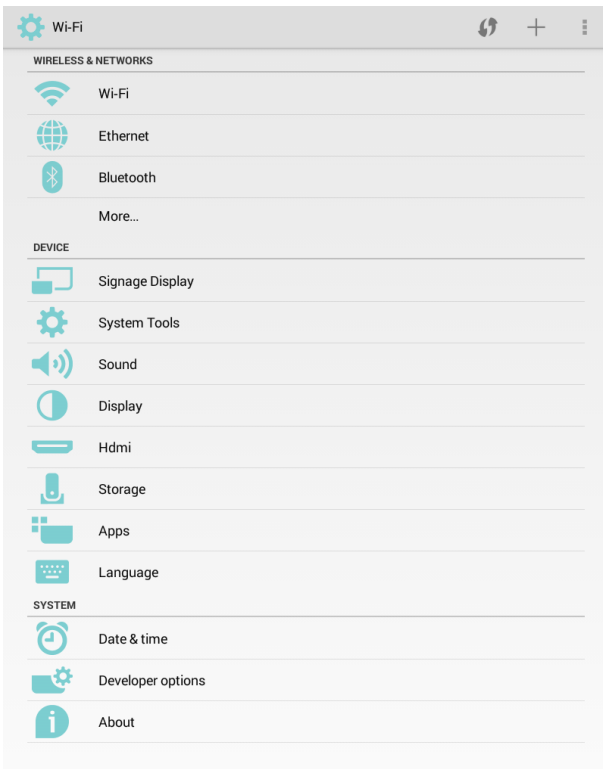 Wi-Fi
WIRELESS & NETWORKS
Wi-Fi
Ethernet
Bluetooth
More...
DEVICE
Signage Display
System Tools
Sound
Display
Hdmi
Storage
Apps
Language
SYSTEM
Date & time
Developer options
About